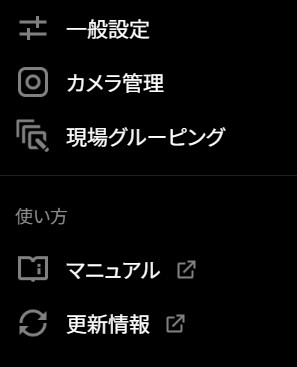 一般設定
カメラ管理
現場グルーピング
使い方
マニュアル
更新情報